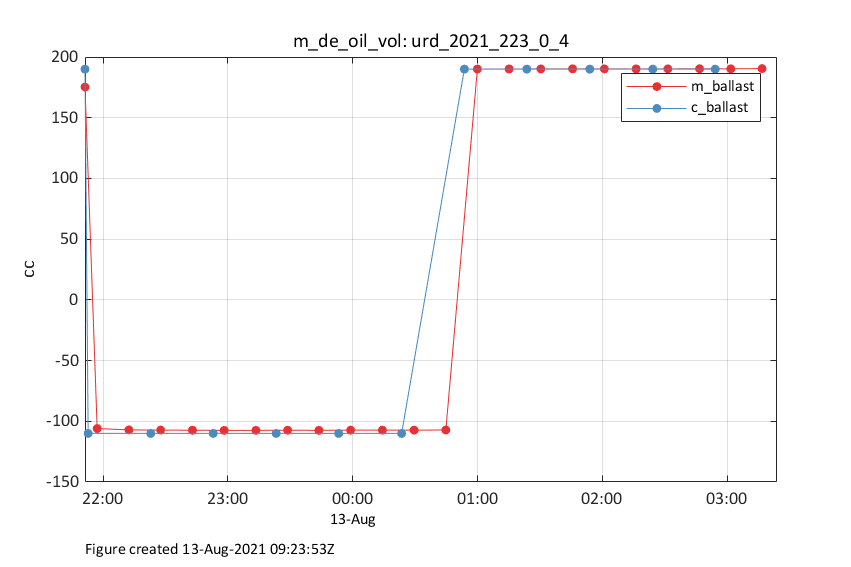 m_de_oil_vol: urd_2021_223_0_4
200
150
100
50
0
-50
-100
-150
cc
m_ballast
c_ballast
22:00 23:00 00:00 01:00 02:00 03:00
13-Aug
Figure created 13-Aug-2021 09:23:53Z